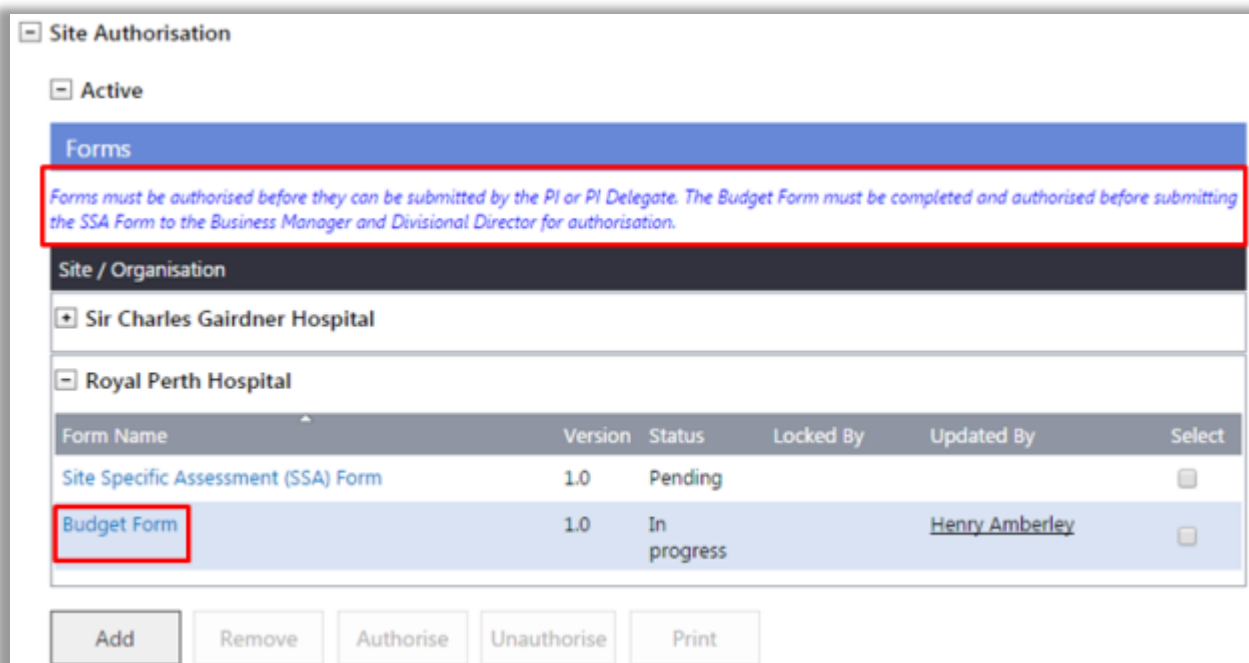 Site Authorisation
Active
Forms
Forms must be authorised before they can be submitted by the PI or PI Delegate. The Budget Form must be completed and authorised before submitting
the SSA Form to the Business Manager and Divisional Director for authorisation.
Site / Organisation
Sir Charles Gairdner Hospital
Royal Perth Hospital
Form Name Version Status Locked By Updated By Select
Site Specific Assessment (SSA) Form 1.0 Pending
Budget Form 1.0 In Henry Amberley
progress
Add Remove Authorise Unauthorise Print